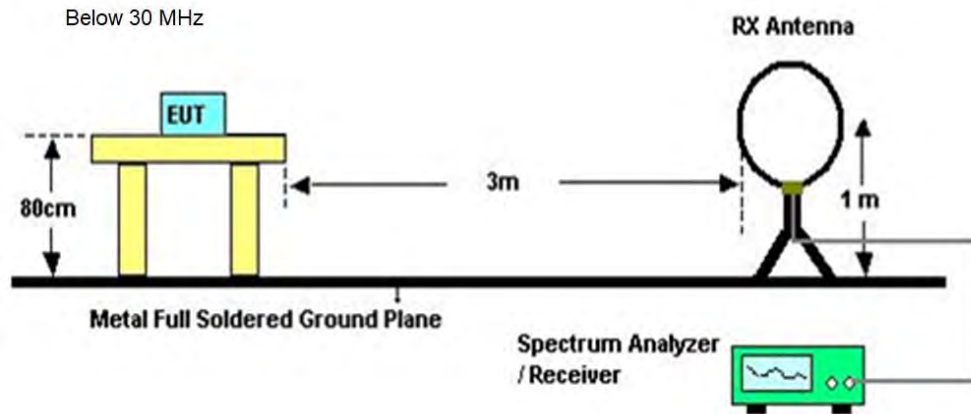 Below 30 MHz
RX Antenna
EUT
80cm
3m
1 m
Metal Full Soldered Ground Plane
Spectrum Analyzer
/ Receiver